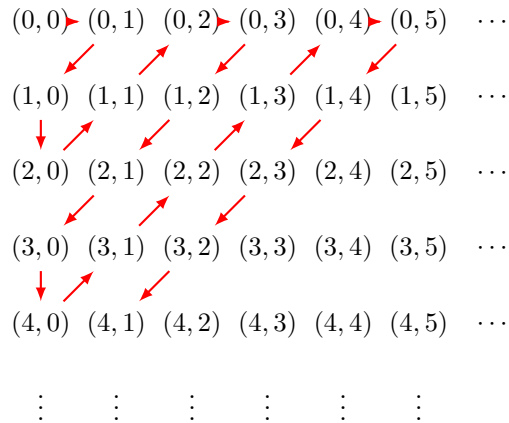 (0, 0) (0, 1) (0, 2) (0, 3) (0, 4) (0, 5) ⋯
(1, 0) (1, 1) (1, 2) (1, 3) (1, 4) (1, 5) ⋯
(2, 0) (2, 1) (2, 2) (2, 3) (2, 4) (2, 5) ⋯
(3, 0) (3, 1) (3, 2) (3, 3) (3, 4) (3, 5) ⋯
(4, 0) (4, 1) (4, 2) (4, 3) (4, 4) (4, 5) ⋯
⋮ ⋮ ⋮ ⋮ ⋮ ⋮